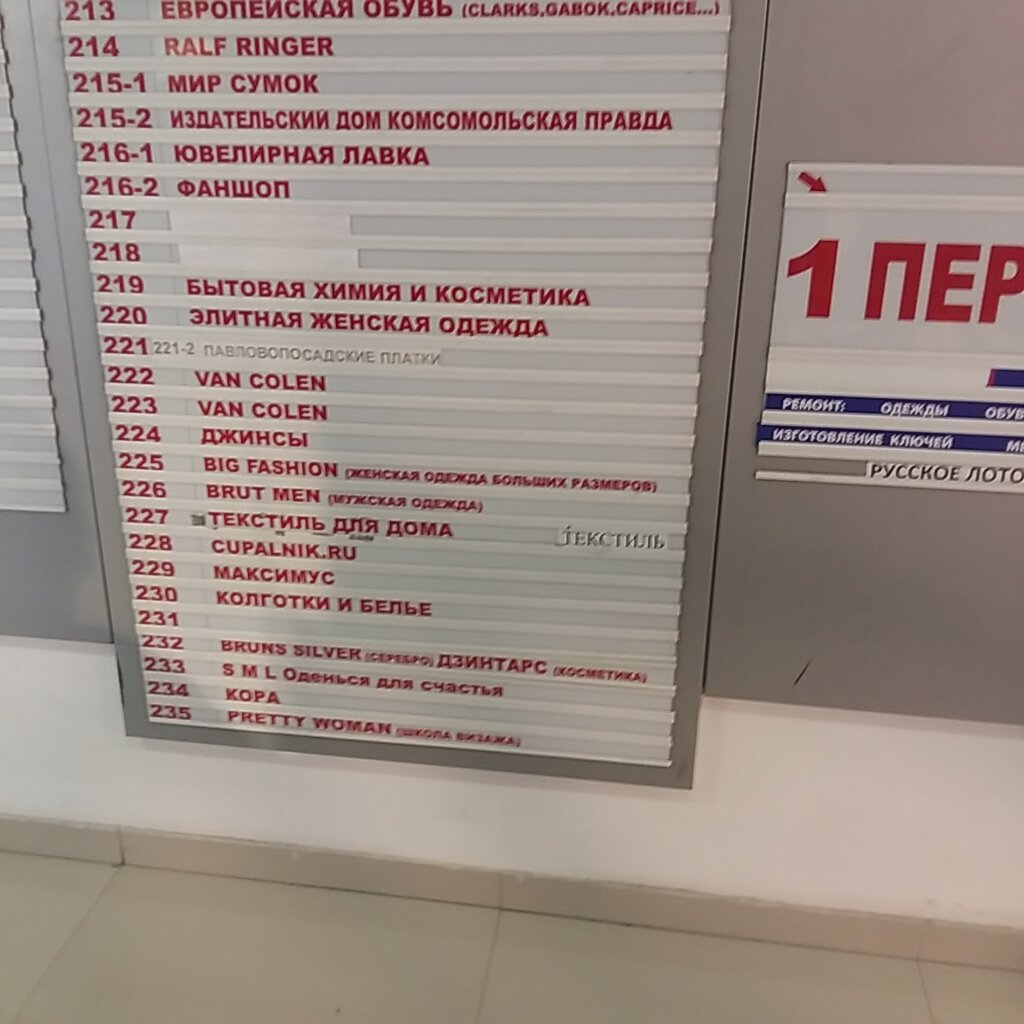 213 ЕВРОПЕЙСКАЯ ОБУВЬ (CLARKS,GABOR,CAPRICE...)
214 RALF RINGER
215-1 МИР СУМОК
215-2 ИЗДАТЕЛЬСКИЙ ДОМ КОМСОМОЛЬСКАЯ ПРАВДА
216-1 ЮВЕЛИРНАЯ ЛАВКА
216-2 ФАНШОП
217
218
219 БЫТОВАЯ ХИМИЯ И КОСМЕТИКА
220 ЭЛИТНАЯ ЖЕНСКАЯ ОДЕЖДА
221 221-2 ПАВЛОВОПОСАДСКИЕ ПЛАТКИ
222 VAN COLEN
223 VAN COLEN
224 ДЖИНСЫ
225 BIG FASHION (ЖЕНСКАЯ ОДЕЖДА БОЛЬШИХ РАЗМЕРОВ)
226 BRUT MEN (МУЖСКАЯ ОДЕЖДА)
227 ТЕКСТИЛЬ ДЛЯ ДОМА ТЕКСТИЛЬ
228 CUPALNIK.RU
229 МАКСИМУС
230 КОЛГОТКИ И БЕЛЬЕ
231
232 BRUNS SILVER (СЕРЕБРО) ДЗИНТАРС (КОСМЕТИКА)
233 S M L Оденься для счастья
234 КОРА
235 PRETTY WOMAN (ШКОЛА ВИЗАЖА)
1 ПЕР
РЕМОНТ: ОДЕЖДЫ ОБУВ
ИЗГОТОВЛЕНИЕ КЛЮЧЕЙ МЕ
РУССКОЕ ЛОТО